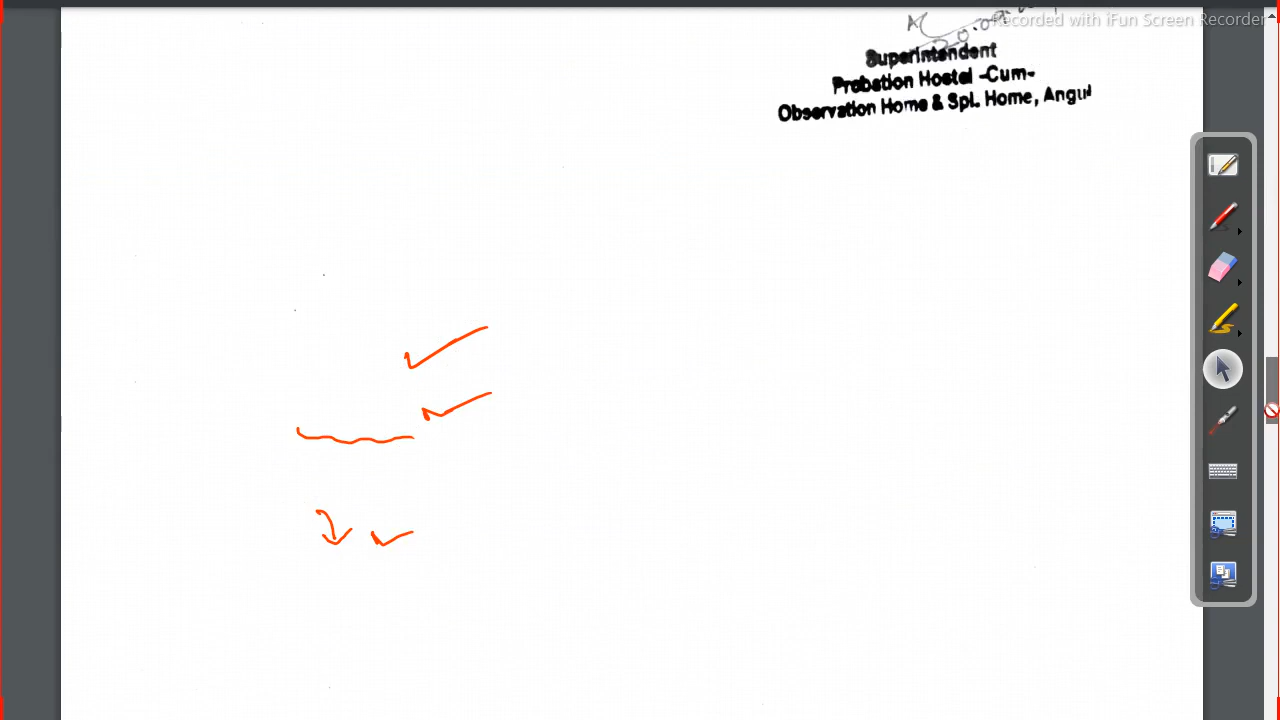 Recorded with iFun Screen Recorder
Superintendent
Probation Hostel -Cum-
Observation Home & Spl. Home, Angul